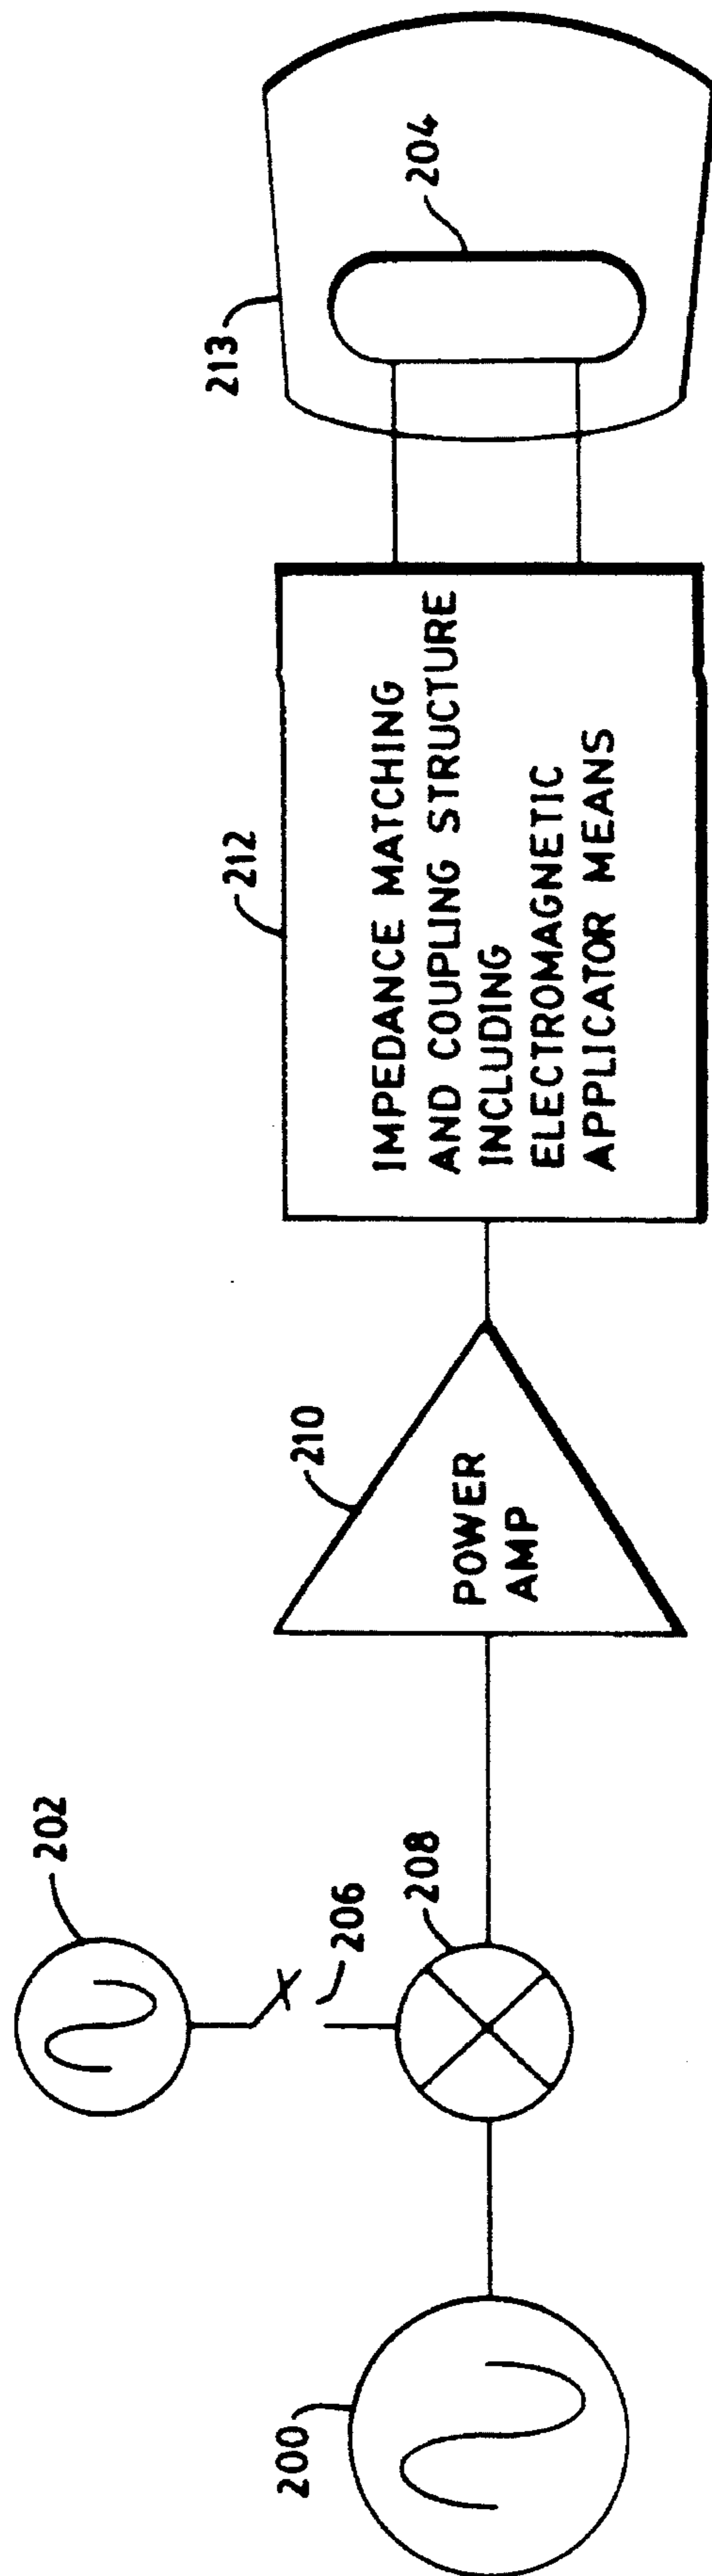 200
202
206
208
210
POWER
AMP
212
IMPEDANCE MATCHING
AND COUPLING STRUCTURE
INCLUDING
ELECTROMAGNETIC
APPLICATOR MEANS
213
204